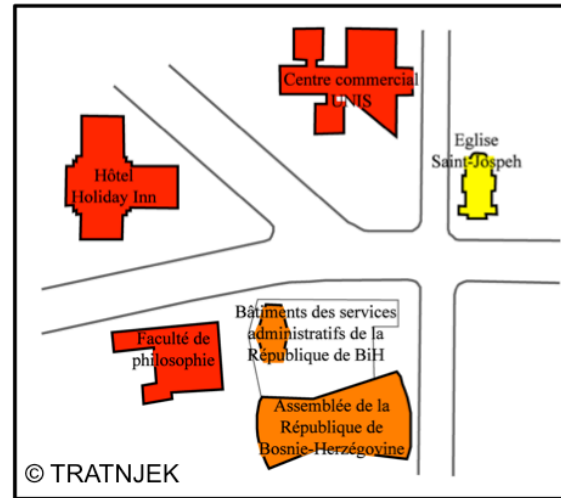 Centre commercial
UNIS
Eglise
Saint-Jospeh
Hôtel
Holiday Inn
Bâtiments des services
administratifs de la
République de BiH
Faculté de
philosophie
Assemblée de la
République de
Bosnie-Herzégovine
© TRATNJEK